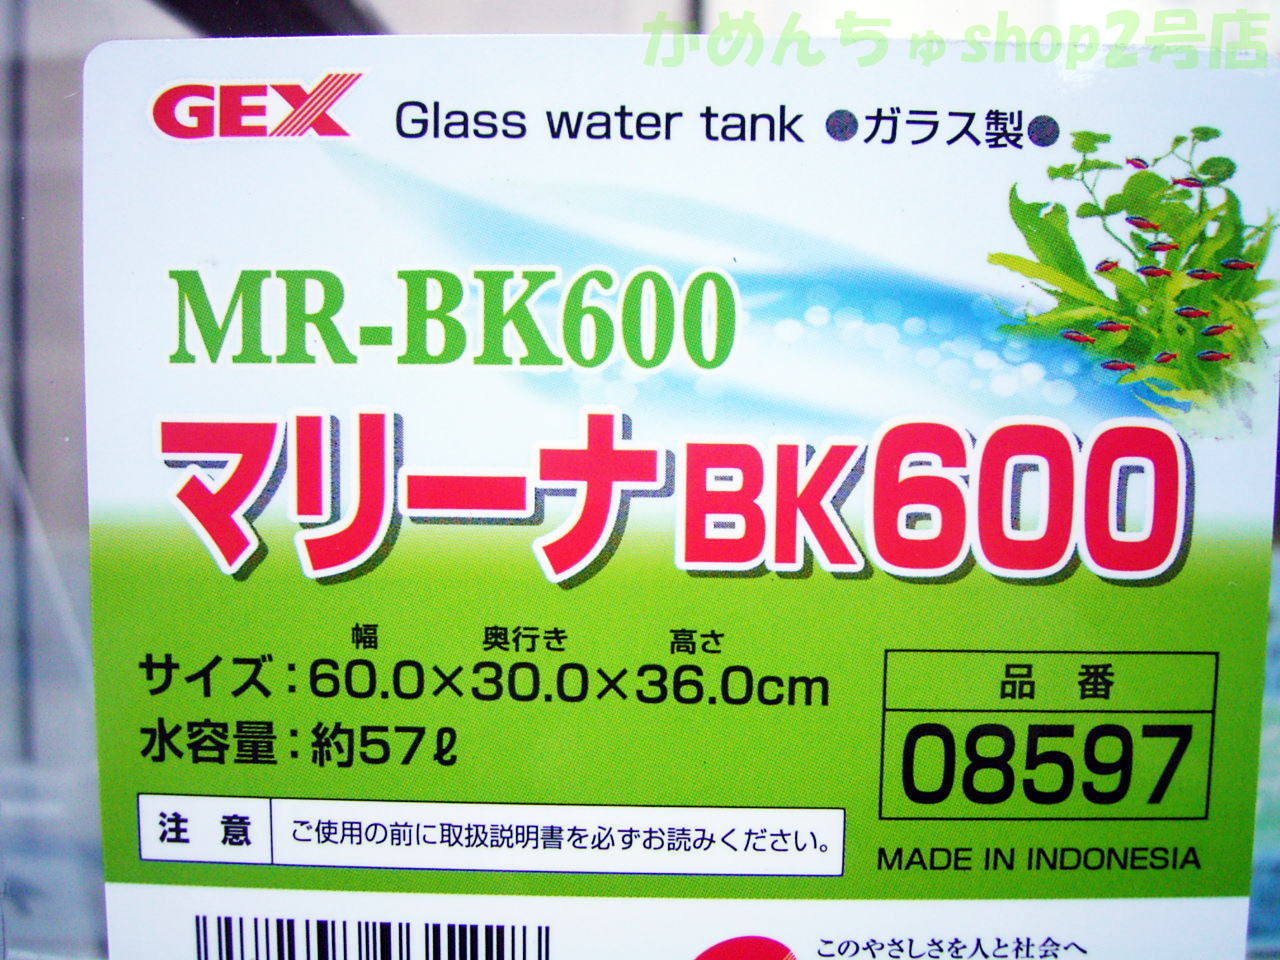 かめんちゅshop2号店
GEX Glass water tank ●ガラス製●
MR-BK600
マリーナBK600
幅 奥行き 高さ
サイズ：60.0×30.0×36.0cm
水容量：約57ℓ
品番
08597
注意 ご使用の前に取扱説明書を必ずお読みください。
MADE IN INDONESIA
このやさしさを人と社会へ